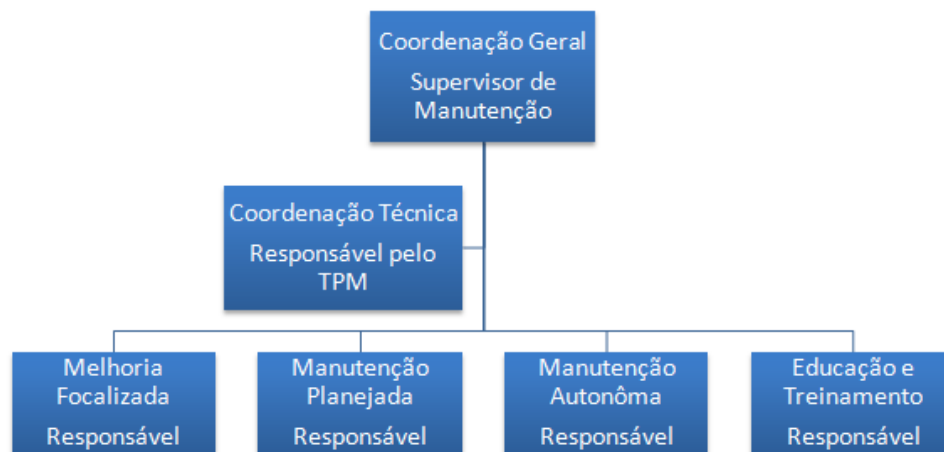 Coordenação Geral
Supervisor de
Manutenção
Coordenação Técnica
Responsável pelo
TPM
Melhoria
Focalizada
Responsável
Manutenção
Planejada
Responsável
Manutenção
Autonôma
Responsável
Educação e
Treinamento
Responsável